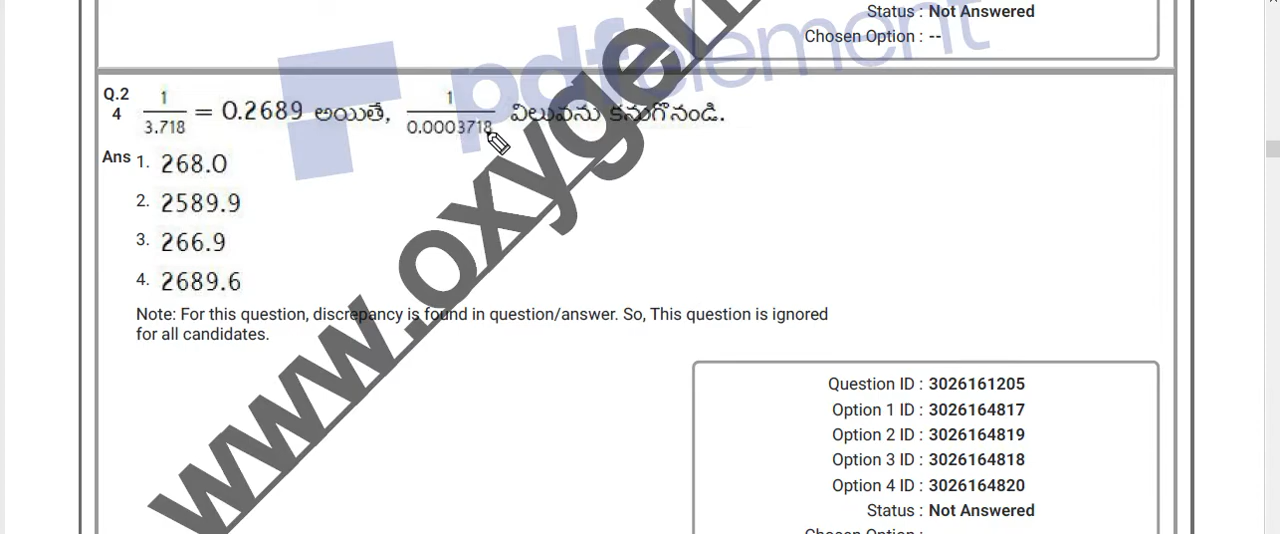 Status : Not Answered
Chosen Option : --
pdfelement
Q.2
4
1
3.718
= 0.2689 అయితే,
1
0.0003718
విలువను కనుగొనండి.
Ans 1. 268.0
2. 2589.9
3. 266.9
4. 2689.6
Note: For this question, discrepancy is found in question/answer. So, This question is ignored
for all candidates.
www.oxygen
Question ID : 3026161205
Option 1 ID : 3026164817
Option 2 ID : 3026164819
Option 3 ID : 3026164818
Option 4 ID : 3026164820
Status : Not Answered
Chosen Option :